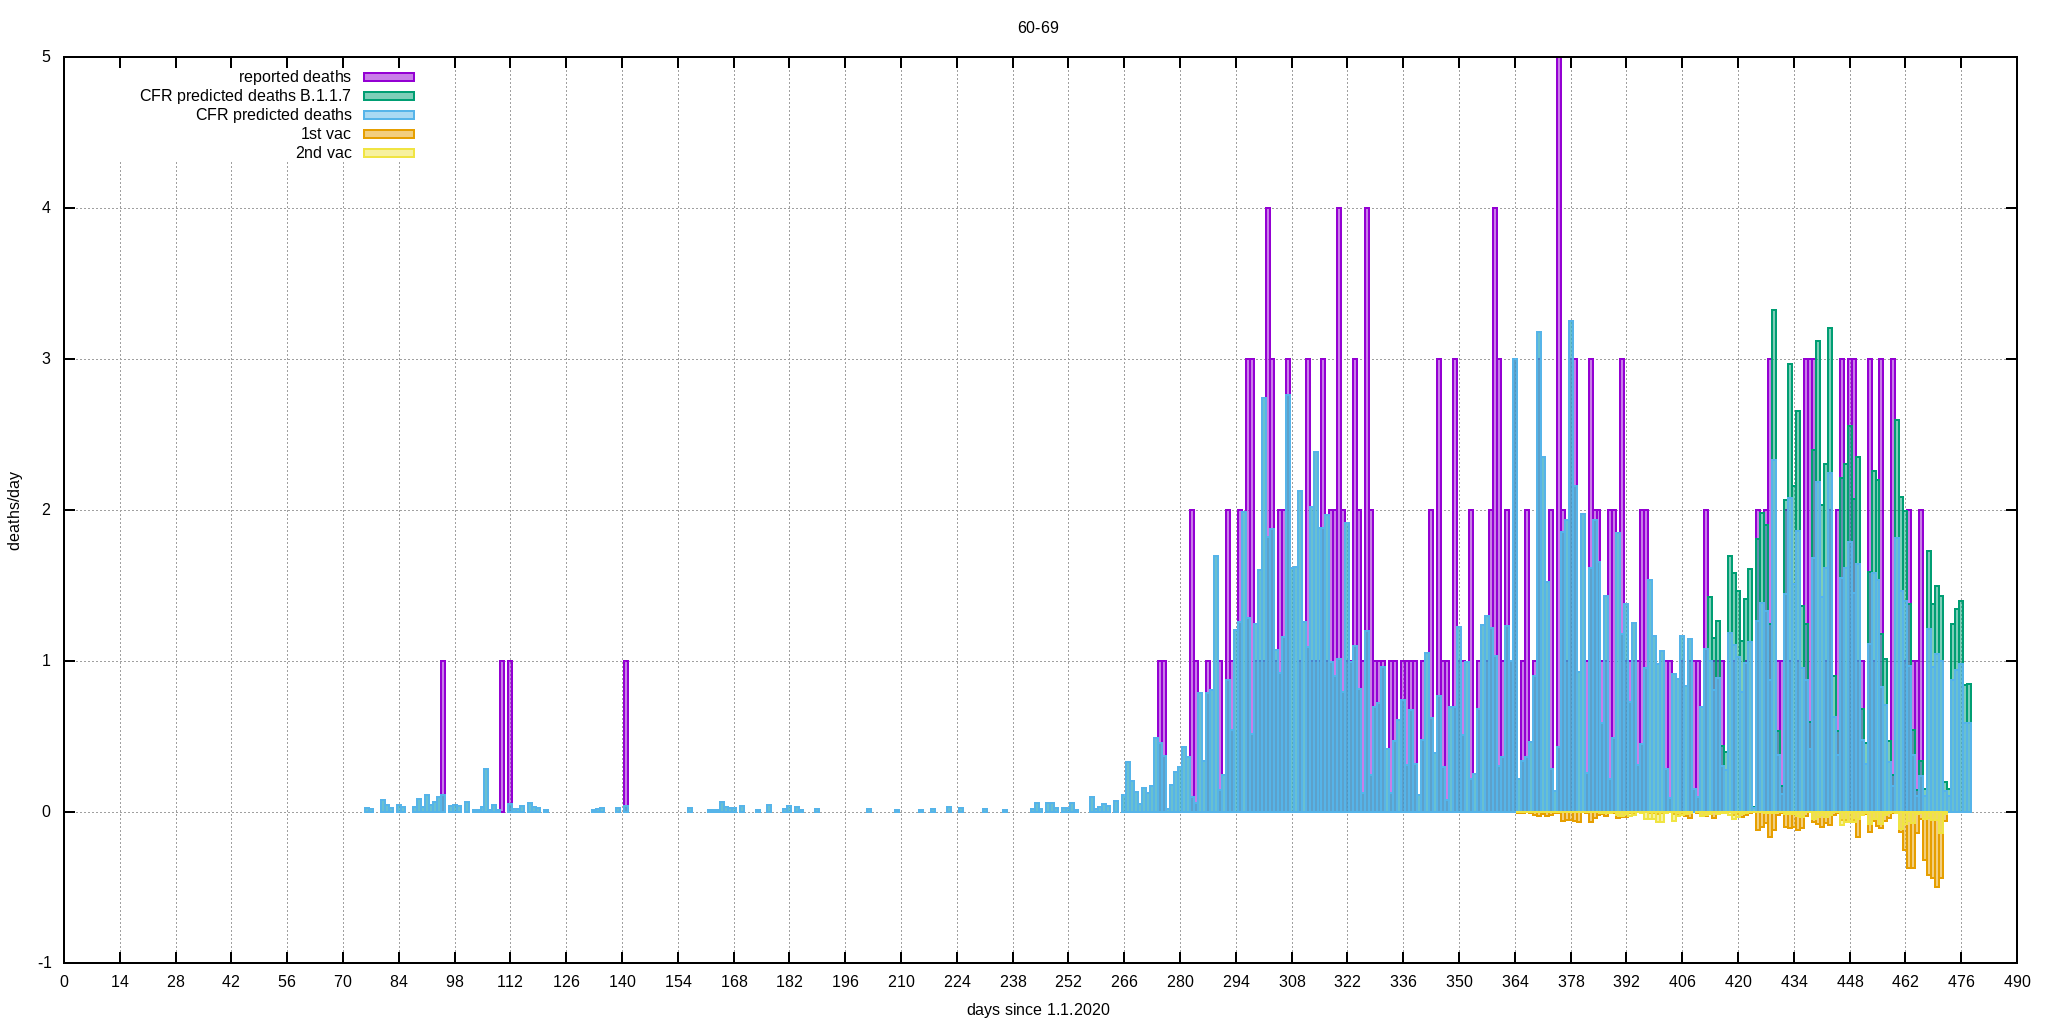 60-69
reported deaths
CFR predicted deaths B.1.1.7
CFR predicted deaths
1st vac
2nd vac
5
4
3
2
1
0
-1
deaths/day
0 14 28 42 56 70 84 98 112 126 140 154 168 182 196 210 224 238 252 266 280 294 308 322 336 350 364 378 392 406 420 434 448 462 476 490
days since 1.1.2020